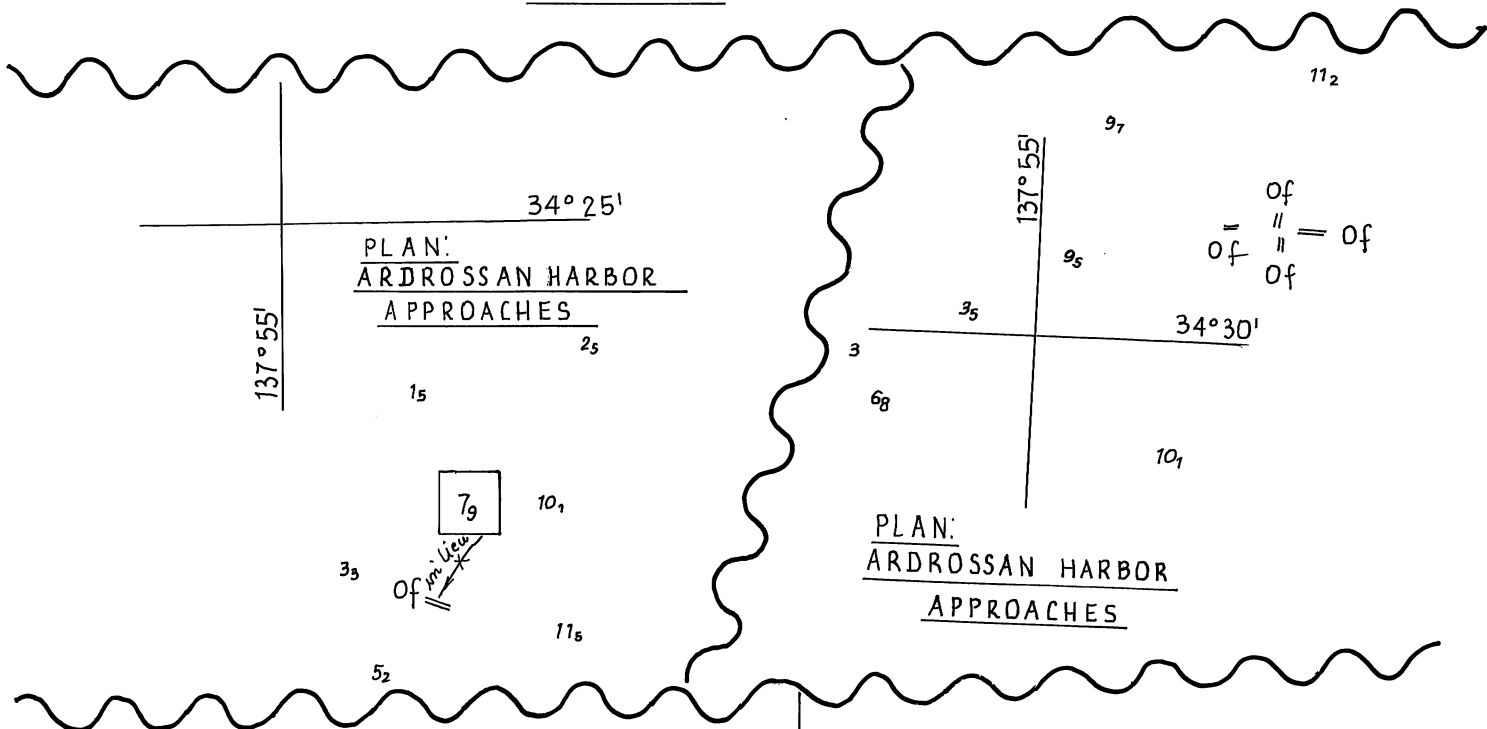 34° 25'
137° 55'
PLAN:
ARDROSSAN HARBOR
APPROACHES
2₅
1₅
7₉
10₁
in lieu
3₃
Of
11₅
5₂
11₂
9₇
137° 55'
Of
Of
Of
Of
9₅
3₅
34° 30'
3
6₈
10₁
PLAN:
ARDROSSAN HARBOR
APPROACHES